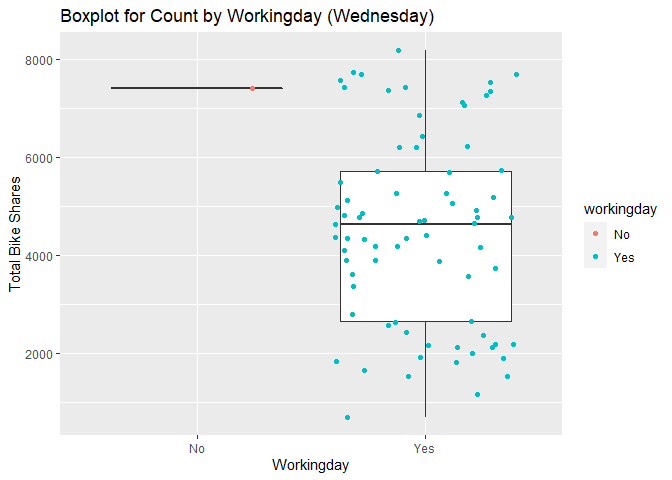 Boxplot for Count by Workingday (Wednesday)
Total Bike Shares
8000
6000
4000
2000
No
Yes
Workingday
workingday
No
Yes